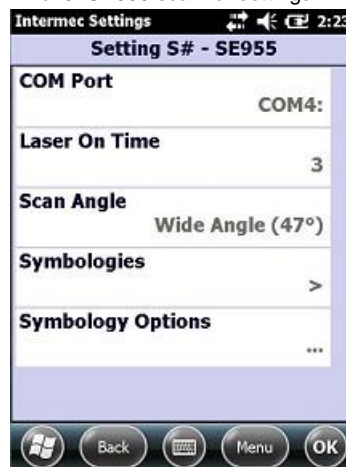 Intermec Settings 2:23
Setting S# - SE955
COM Port
COM4:
Laser On Time
3
Scan Angle
Wide Angle (47°)
Symbologies
>
Symbology Options
...
Back Menu OK